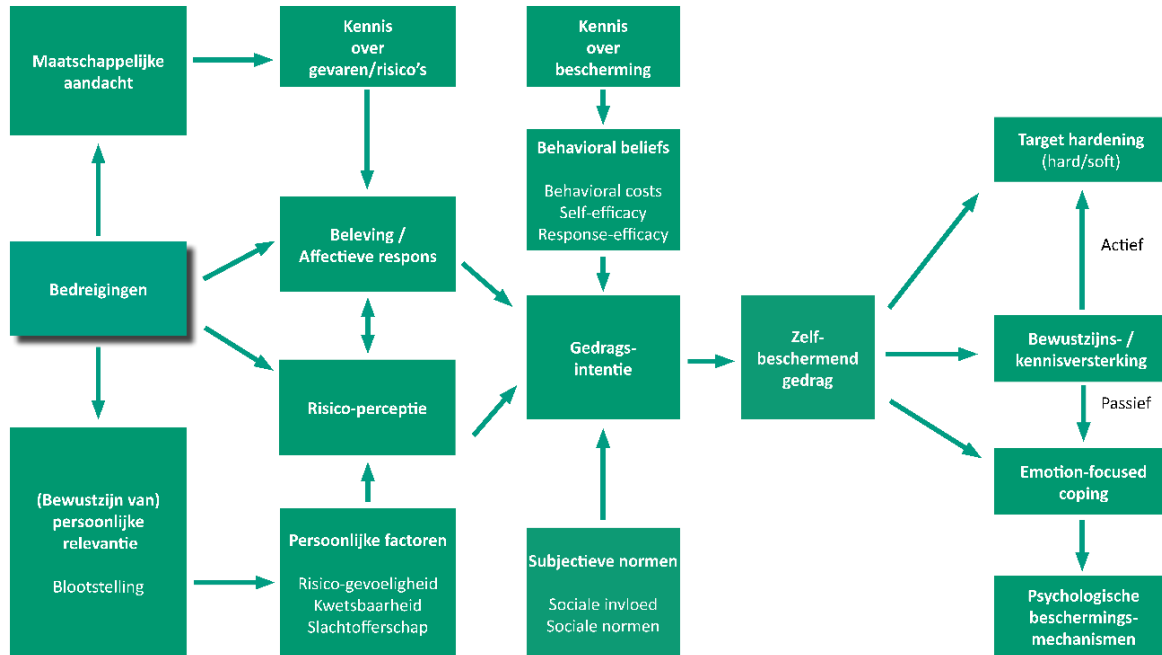 Maatschappelijke
aandacht
Kennis
over
gevaren/risico's
Kennis
over
bescherming
Behavioral beliefs
Behavioral costs
Self-efficacy
Response-efficacy
Target hardening
(hard/soft)
Bedreigingen
Beleving /
Affectieve respons
Actief
Gedrags-
intentie
Zelf-
beschermend
gedrag
Bewustzijns- /
kennisversterking
Risico-perceptie
Passief
(Bewustzijn van)
persoonlijke
relevantie
Blootstelling
Persoonlijke factoren
Risico-gevoeligheid
Kwetsbaarheid
Slachtofferschap
Subjectieve normen
Sociale invloed
Sociale normen
Emotion-focused
coping
Psychologische
beschermings-
mechanismen